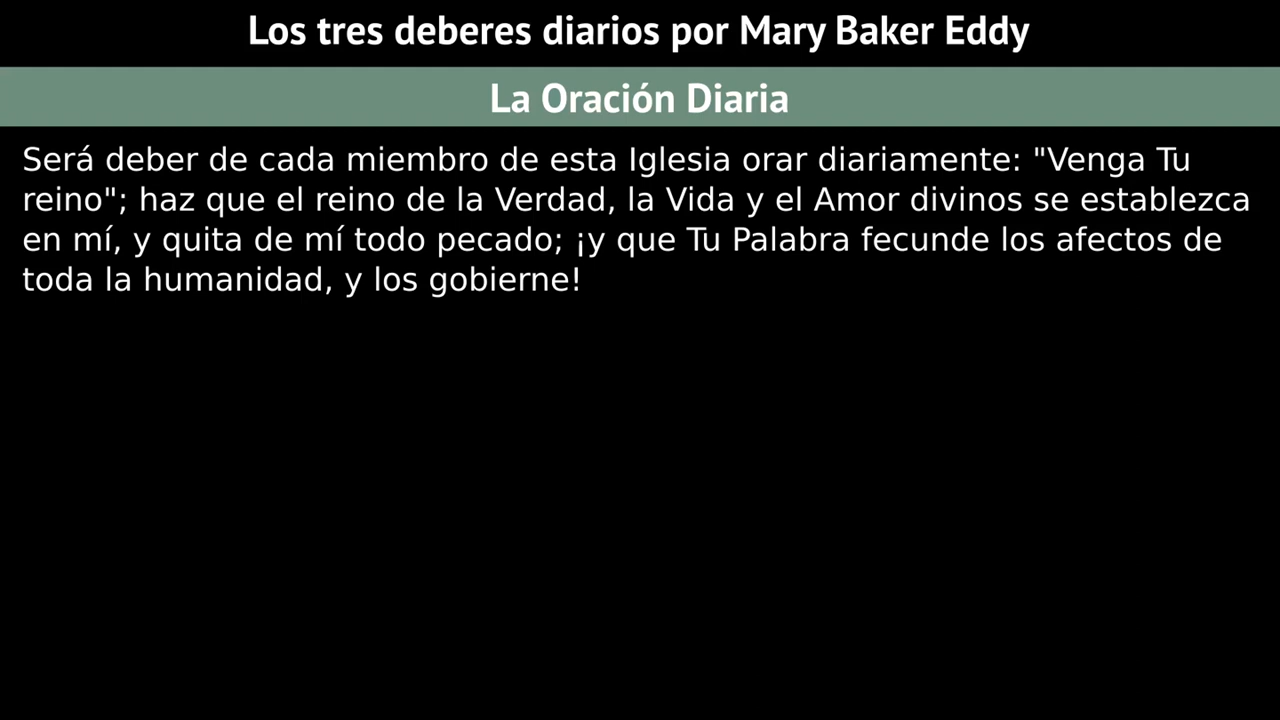 Los tres deberes diarios por Mary Baker Eddy
La Oración Diaria
Será deber de cada miembro de esta Iglesia orar diariamente: "Venga Tu
reino"; haz que el reino de la Verdad, la Vida y el Amor divinos se establezca
en mí, y quita de mí todo pecado; ¡y que Tu Palabra fecunde los afectos de
toda la humanidad, y los gobierne!